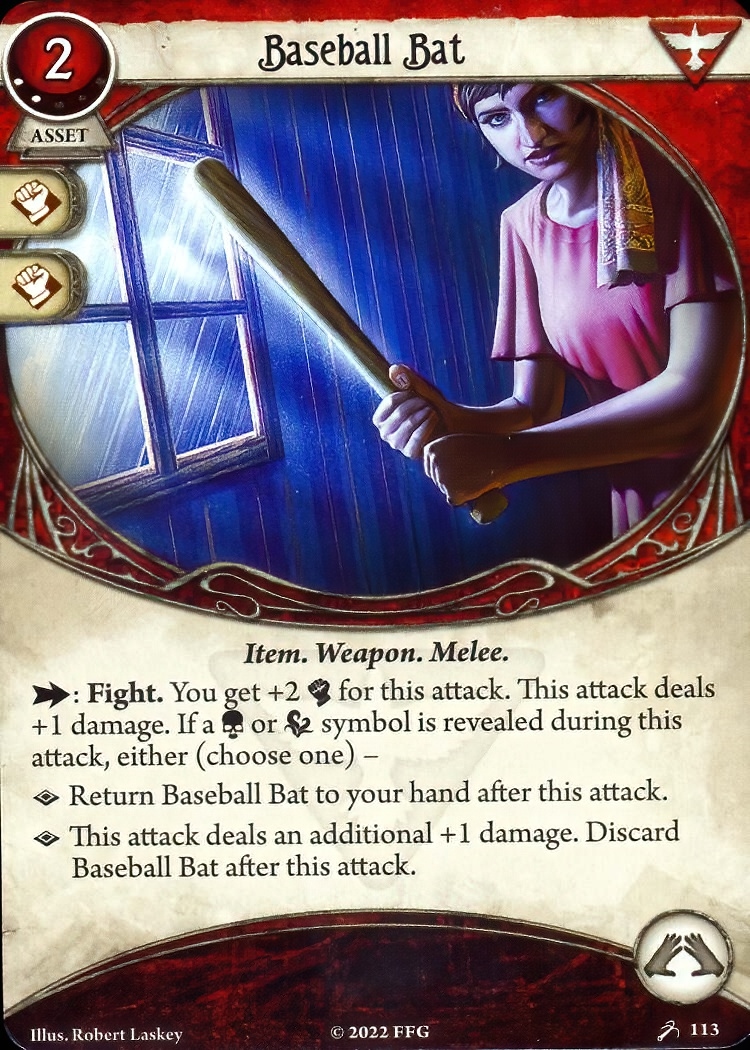 2
Baseball Bat
ASSET
Item. Weapon. Melee.
: Fight. You get +2 for this attack. This attack deals
+1 damage. If a or symbol is revealed during this
attack, either (choose one) –
Return Baseball Bat to your hand after this attack.
This attack deals an additional +1 damage. Discard
Baseball Bat after this attack.
Illus. Robert Laskey
© 2022 FFG
113